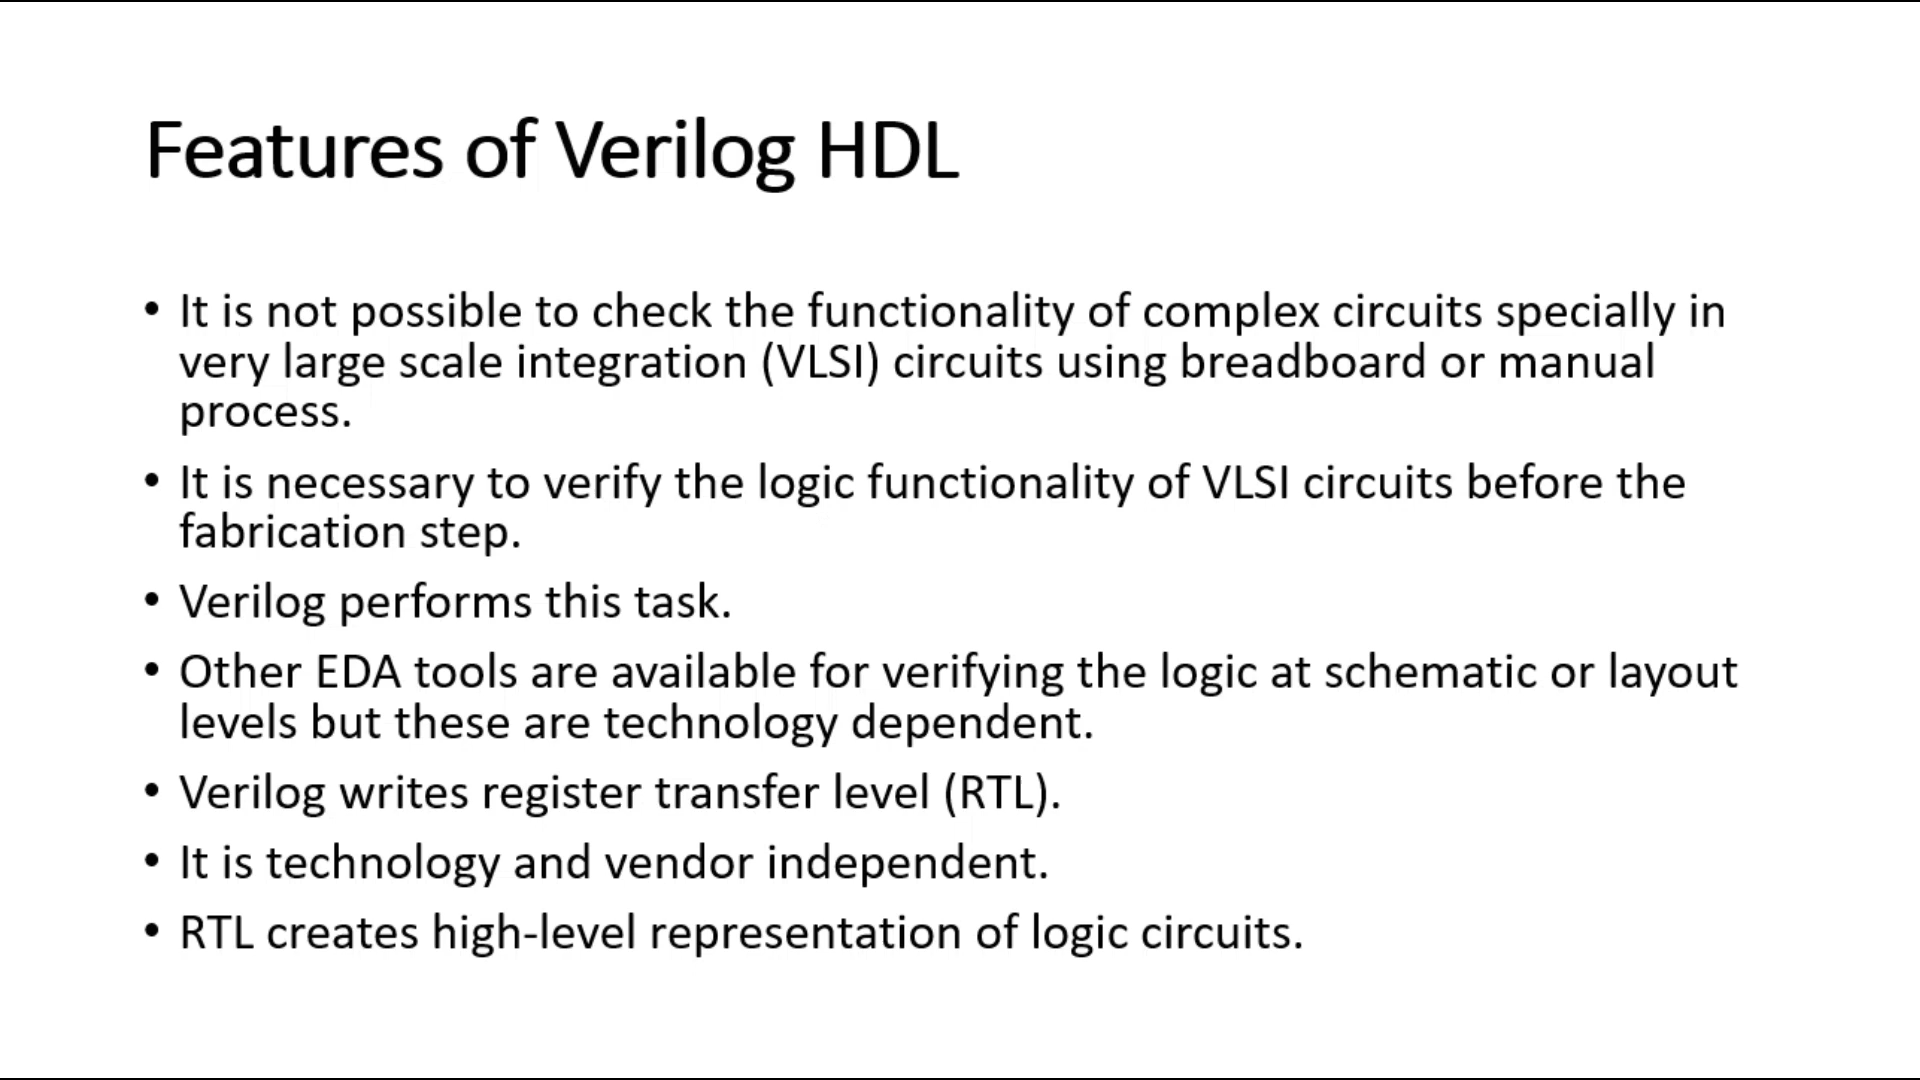 Features of Verilog HDL
• It is not possible to check the functionality of complex circuits specially in
very large scale integration (VLSI) circuits using breadboard or manual
process.
• It is necessary to verify the logic functionality of VLSI circuits before the
fabrication step.
• Verilog performs this task.
• Other EDA tools are available for verifying the logic at schematic or layout
levels but these are technology dependent.
• Verilog writes register transfer level (RTL).
• It is technology and vendor independent.
• RTL creates high-level representation of logic circuits.